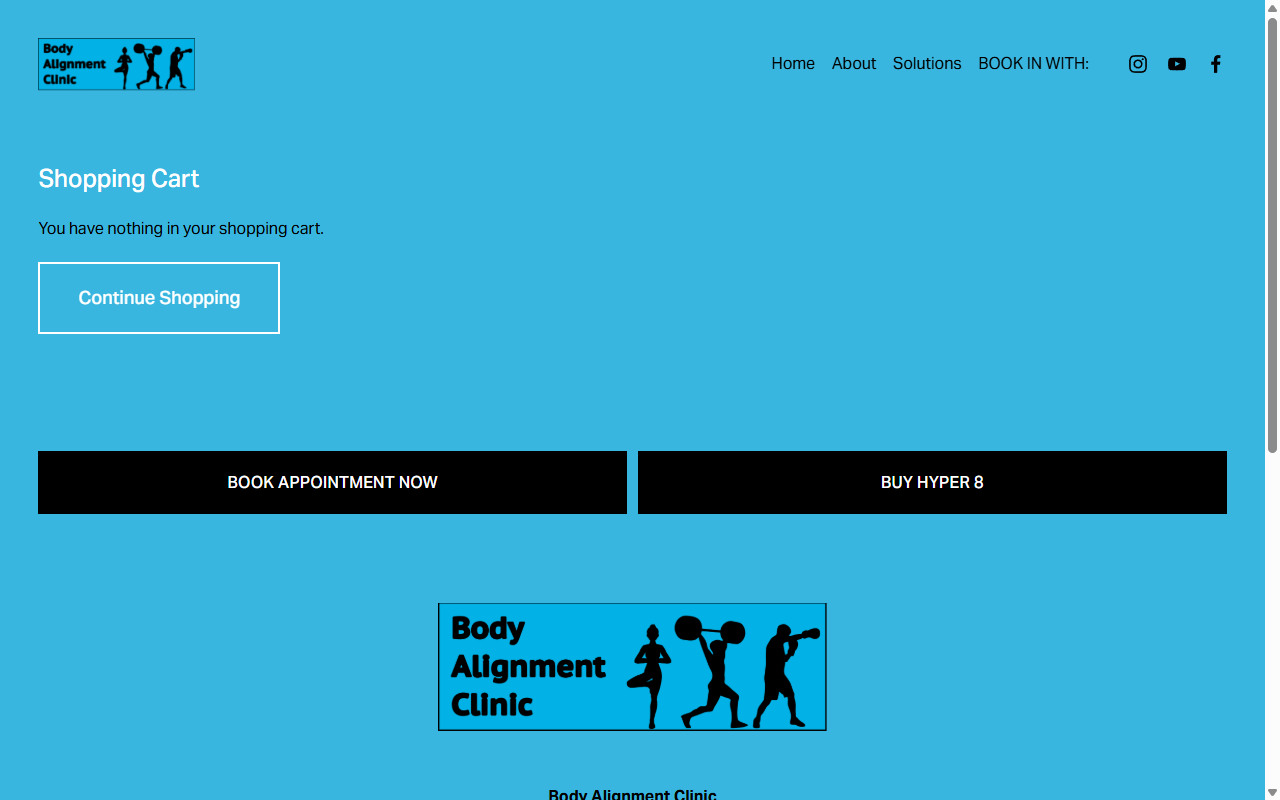 Body
Alignment
Clinic
Home About Solutions BOOK IN WITH:
Shopping Cart
You have nothing in your shopping cart.
Continue Shopping
BOOK APPOINTMENT NOW BUY HYPER 8
Body
Alignment
Clinic
Body Alignment Clinic